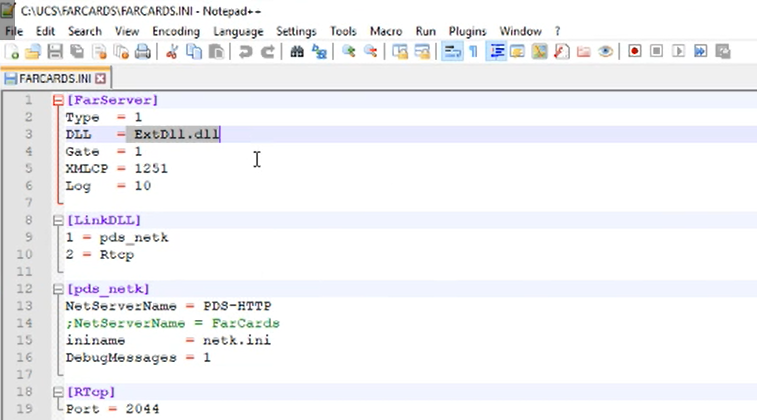 C:\UCS\FARCARDS\FARCARDS.INI - Notepad++
File Edit Search View Encoding Language Settings Tools Macro Run Plugins Window ?
FARCARDS.INI
1 [FarServer]
2 Type = 1
3 DLL = ExtDll.dll
4 Gate = 1
5 XMLCP = 1251
6 Log = 10
7
8 [LinkDLL]
9 1 = pds_netk
10 2 = Rtcp
11
12 [pds_netk]
13 NetServerName = PDS-HTTP
14 ;NetServerName = FarCards
15 ininame = netk.ini
16 DebugMessages = 1
17
18 [RTcp]
19 Port = 2044